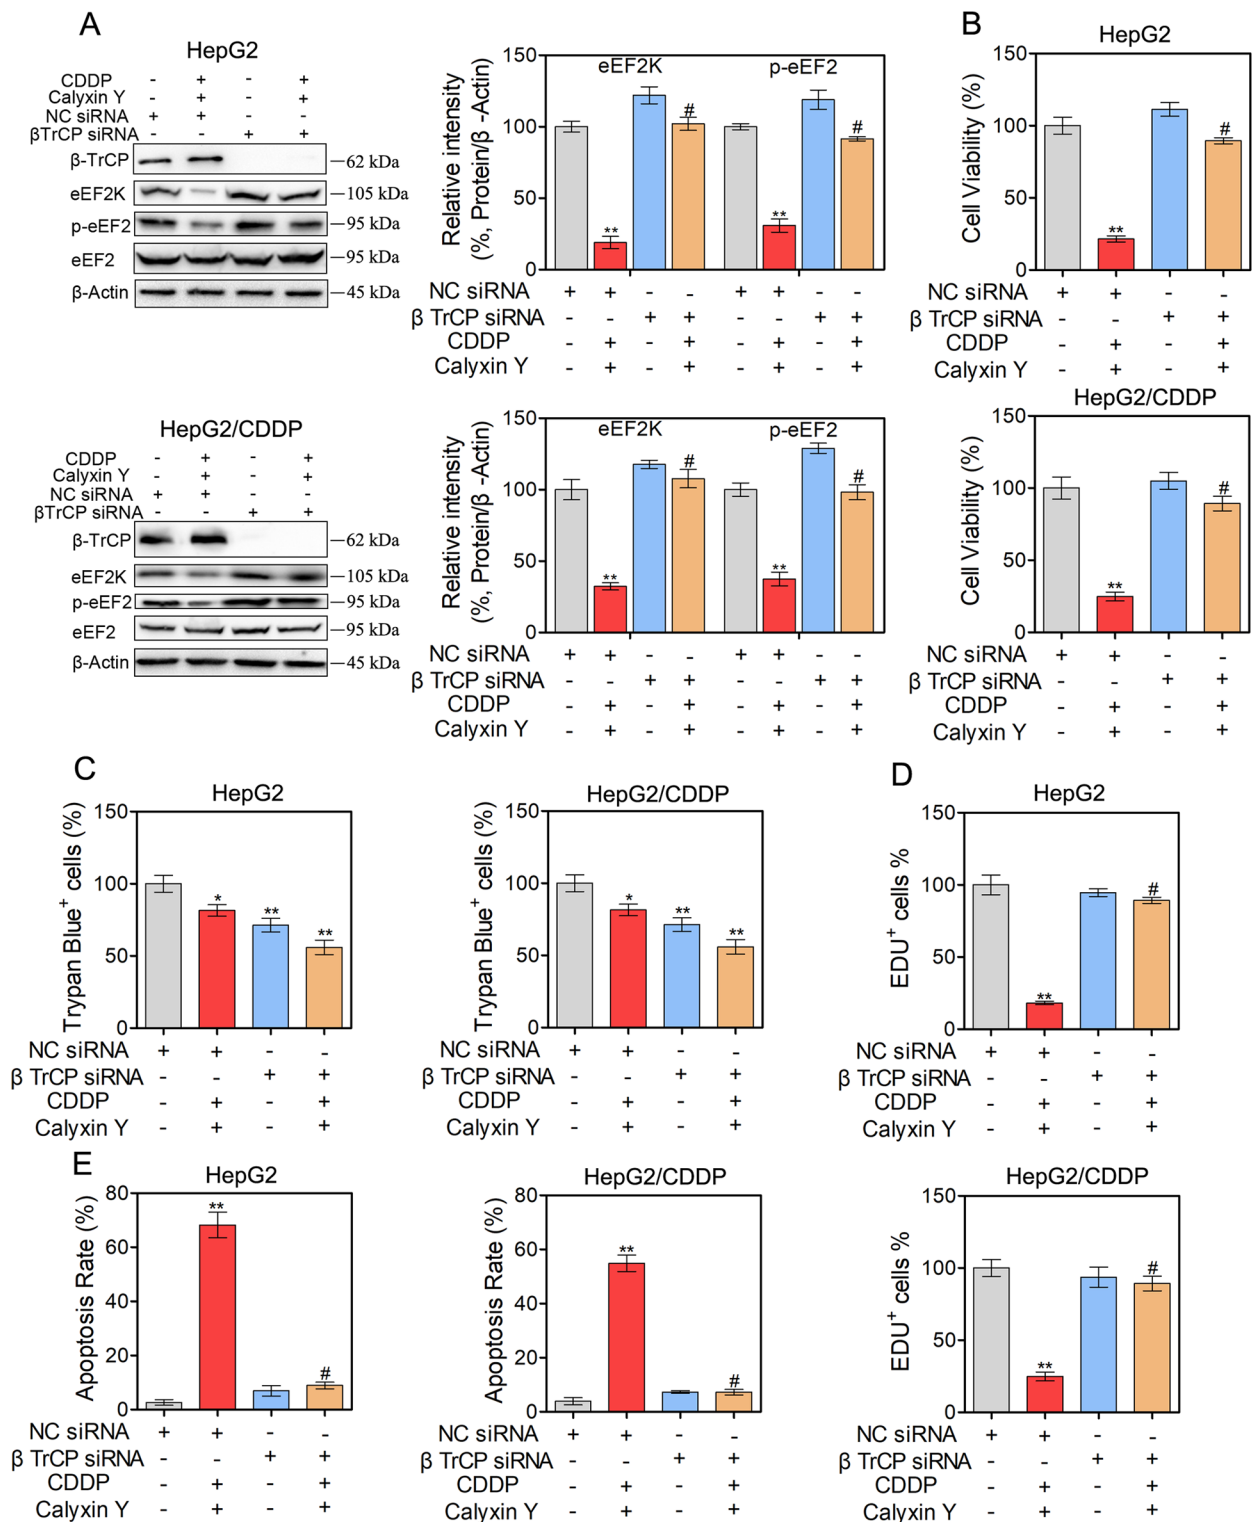 A
HepG2
CDDP - + - +
Calyxin Y - + - +
NC siRNA + + - -
βTrCP siRNA - - + +
β-TrCP 62 kDa
eEF2K 105 kDa
p-eEF2 95 kDa
eEF2 95 kDa
β-Actin 45 kDa
Relative intensity
(%, Protein/β -Actin)
150
100
50
0
eEF2K p-eEF2
** # ** #
NC siRNA + + - - + + - -
β TrCP siRNA - - + + - - + +
CDDP - + - + - + - +
Calyxin Y - + - + - + - +
B
HepG2
Cell Viability (%)
150
100
50
0
** #
NC siRNA + + - -
β TrCP siRNA - - + +
CDDP - + - +
Calyxin Y - + - +
HepG2/CDDP
CDDP - + - +
Calyxin Y - + - +
NC siRNA + + - -
βTrCP siRNA - - + +
β-TrCP 62 kDa
eEF2K 105 kDa
p-eEF2 95 kDa
eEF2 95 kDa
β-Actin 45 kDa
Relative intensity
(%, Protein/β -Actin)
150
100
50
0
eEF2K p-eEF2
** # ** #
NC siRNA + + - - + + - -
β TrCP siRNA - - + + - - + +
CDDP - + - + - + - +
Calyxin Y - + - + - + - +
HepG2/CDDP
Cell Viability (%)
150
100
50
0
** #
NC siRNA + + - -
β TrCP siRNA - - + +
CDDP - + - +
Calyxin Y - + - +
C
HepG2
Trypan Blue+ cells (%)
150
100
50
0
* ** **
NC siRNA + + - -
β TrCP siRNA - - + +
CDDP - + - +
Calyxin Y - + - +
HepG2/CDDP
Trypan Blue+ cells (%)
150
100
50
0
* ** **
NC siRNA + + - -
β TrCP siRNA - - + +
CDDP - + - +
Calyxin Y - + - +
D
HepG2
EDU+ cells %
150
100
50
0
** #
NC siRNA + + - -
β TrCP siRNA - - + +
CDDP - + - +
Calyxin Y - + - +
E
HepG2
Apoptosis Rate (%)
80
60
40
20
0
** #
NC siRNA + + - -
β TrCP siRNA - - + +
CDDP - + - +
Calyxin Y - + - +
HepG2/CDDP
Apoptosis Rate (%)
80
60
40
20
0
** #
NC siRNA + + - -
β TrCP siRNA - - + +
CDDP - + - +
Calyxin Y - + - +
HepG2/CDDP
EDU+ cells %
150
100
50
0
** #
NC siRNA + + - -
β TrCP siRNA - - + +
CDDP - + - +
Calyxin Y - + - +